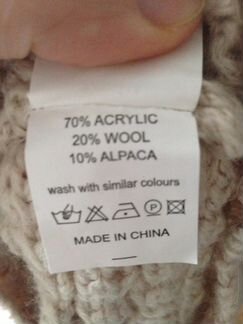 70% ACRYLIC
20% WOOL
10% ALPACA
wash with similar colours
MADE IN CHINA